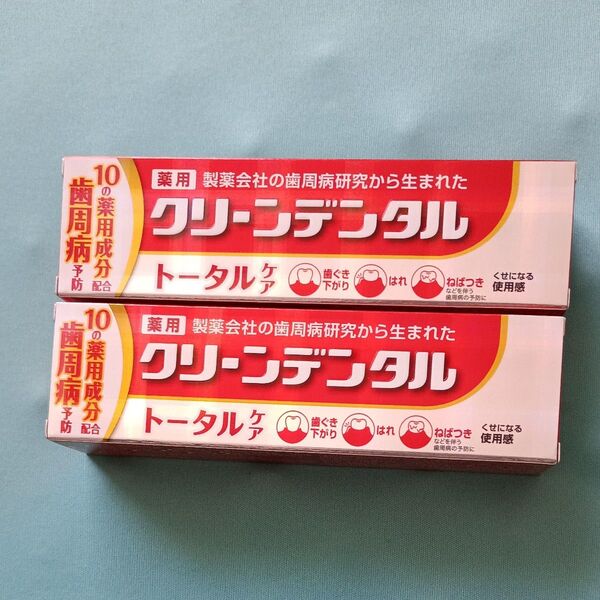 10の薬用成分配合
歯周病予防
薬用 製薬会社の歯周病研究から生まれた
クリーンデンタル
トータルケア
歯ぐき下がり
はれ
ねばつき
などを伴う
歯周病の予防に
くせになる
使用感
10の薬用成分配合
歯周病予防
薬用 製薬会社の歯周病研究から生まれた
クリーンデンタル
トータルケア
歯ぐき下がり
はれ
ねばつき
などを伴う
歯周病の予防に
くせになる
使用感